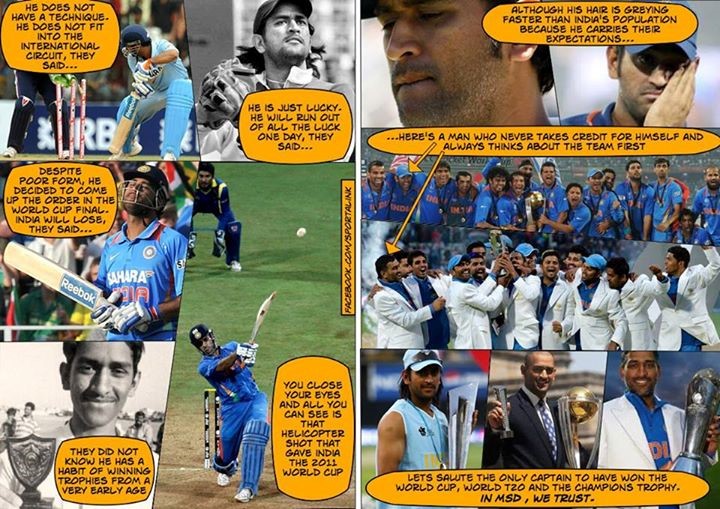 HE DOES NOT
HAVE A TECHNIQUE.
HE DOES NOT FIT
INTO THE
INTERNATIONAL
CIRCUIT, THEY
SAID...
HE IS JUST LUCKY.
HE WILL RUN OUT
OF ALL THE LUCK
ONE DAY, THEY
SAID...
DESPITE
POOR FORM, HE
DECIDED TO COME
UP THE ORDER IN THE
WORLD CUP FINAL.
INDIA WILL LOSE,
THEY SAID...
Reebok
SAHARA
FACEBOOK.COM/SPORTALINK
THEY DID NOT
KNOW HE HAS A
HABIT OF WINNING
TROPHIES FROM A
VERY EARLY AGE
YOU CLOSE
YOUR EYES
AND ALL YOU
CAN SEE IS
THAT
HELICOPTER
SHOT THAT
GAVE INDIA
THE 2011
WORLD CUP
ALTHOUGH HIS HAIR IS GREYING
FASTER THAN INDIA'S POPULATION
BECAUSE HE CARRIES THEIR
EXPECTATIONS...
...HERE'S A MAN WHO NEVER TAKES CREDIT FOR HIMSELF AND
ALWAYS THINKS ABOUT THE TEAM FIRST
LETS SALUTE THE ONLY CAPTAIN TO HAVE WON THE
WORLD CUP, WORLD T20 AND THE CHAMPIONS TROPHY.
IN MSD, WE TRUST.